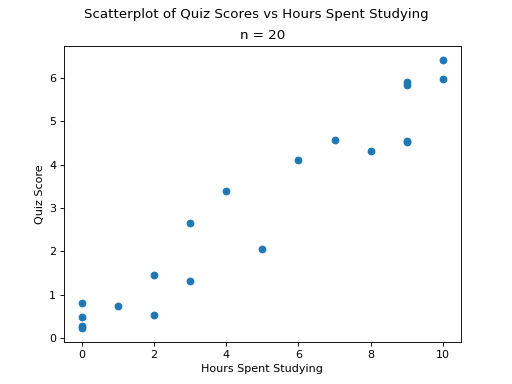 Scatterplot of Quiz Scores vs Hours Spent Studying
n = 20
6
5
4
3
2
1
0
Quiz Score
0 2 4 6 8 10
Hours Spent Studying